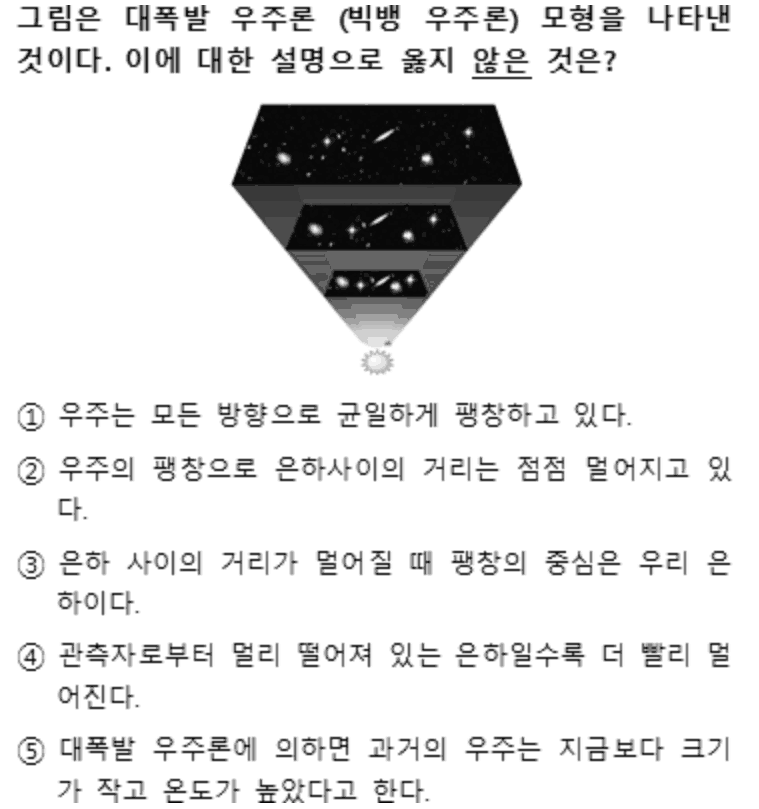 그림은 대폭발 우주론 (빅뱅 우주론) 모형을 나타낸
것이다. 이에 대한 설명으로 옳지 않은 것은?
① 우주는 모든 방향으로 균일하게 팽창하고 있다.
② 우주의 팽창으로 은하사이의 거리는 점점 멀어지고 있
다.
③ 은하 사이의 거리가 멀어질 때 팽창의 중심은 우리 은
하이다.
④ 관측자로부터 멀리 떨어져 있는 은하일수록 더 빨리 멀
어진다.
⑤ 대폭발 우주론에 의하면 과거의 우주는 지금보다 크기
가 작고 온도가 높았다고 한다.